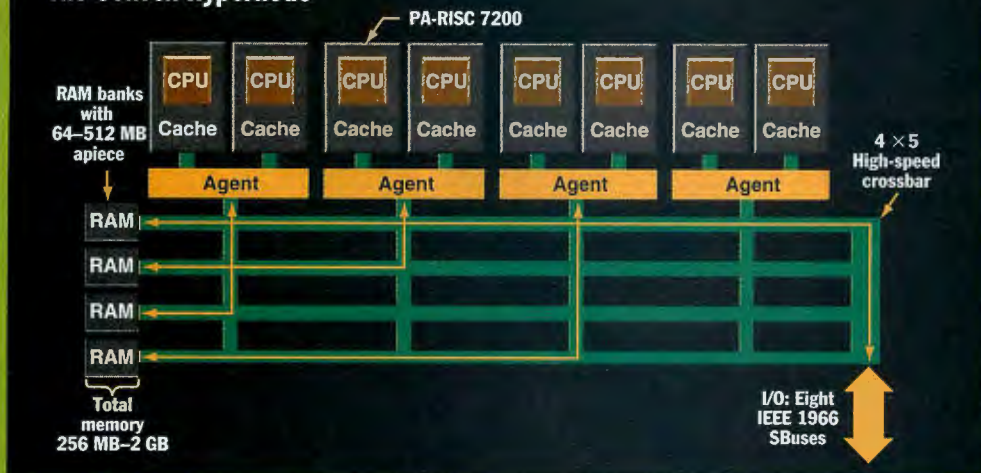 PA-RISC 7200
CPU CPU CPU CPU CPU CPU CPU CPU
RAM banks
with
64–512 MB
apiece
Cache Cache Cache Cache Cache Cache Cache Cache
4 ×5
High-speed
crossbar
Agent Agent Agent Agent
RAM
RAM
RAM
RAM
Total
memory
256 MB–2 GB
I/O: Eight
IEEE 1966
SBuses